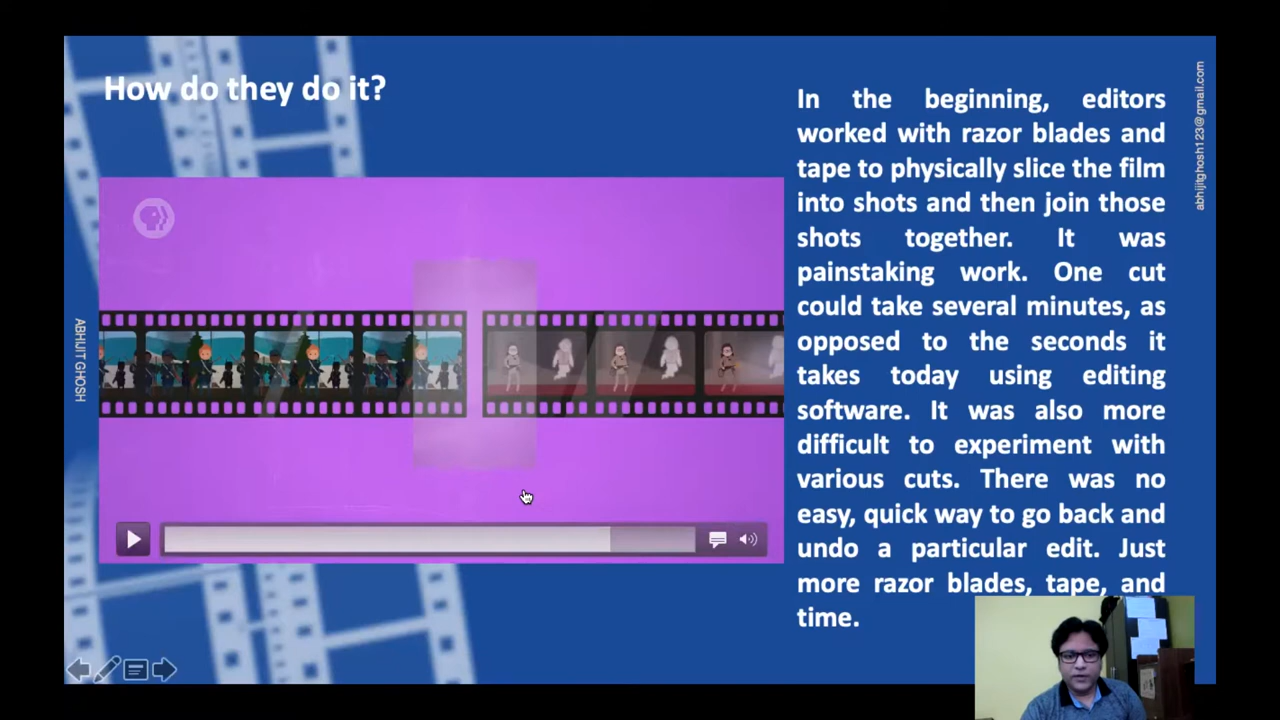 How do they do it?
In the beginning, editors
worked with razor blades and
tape to physically slice the film
into shots and then join those
shots together. It was
painstaking work. One cut
could take several minutes, as
opposed to the seconds it
takes today using editing
software. It was also more
difficult to experiment with
various cuts. There was no
easy, quick way to go back and
undo a particular edit. Just
more razor blades, tape, and
time.
abhijitghosh123@gmail.com
ABHIJIT GHOSH